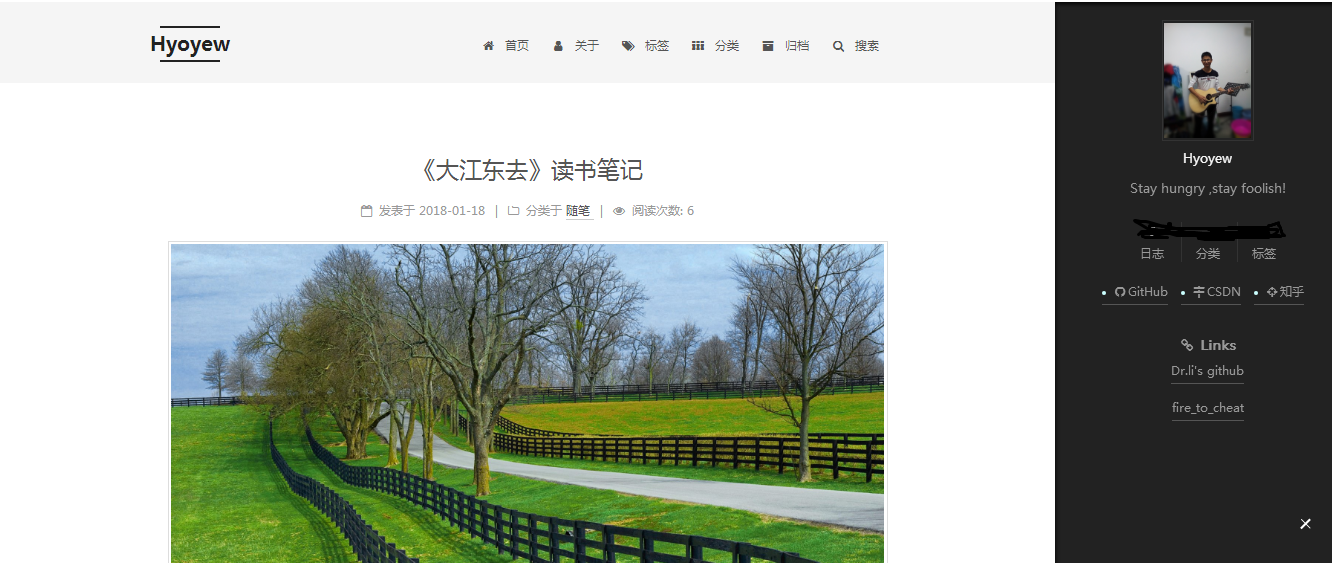 Hyoyew
首页 关于 标签 分类 归档 搜索
《大江东去》读书笔记
发表于 2018-01-18 | 分类于 随笔 | 阅读次数: 6
Hyoyew
Stay hungry ,stay foolish!
日志 分类 标签
GitHub CSDN 知乎
Links
Dr.li's github
fire_to_cheat